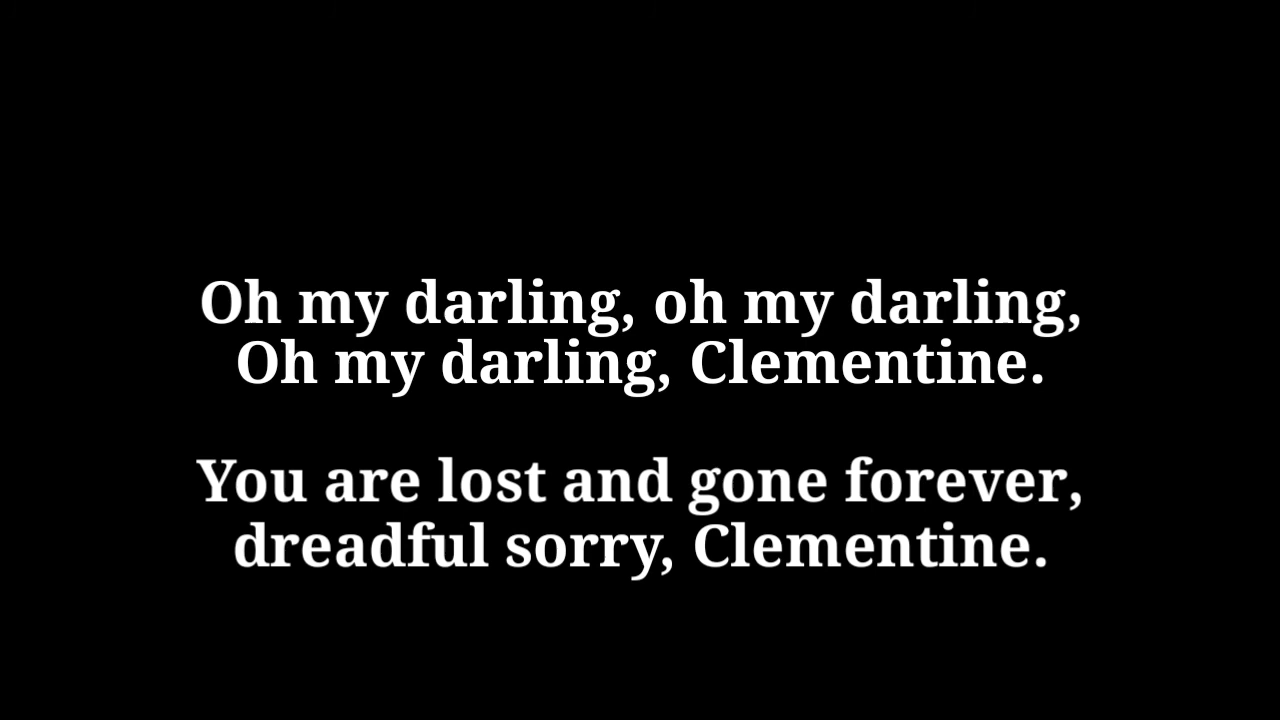 Oh my darling, oh my darling,
Oh my darling, Clementine.
You are lost and gone forever,
dreadful sorry, Clementine.